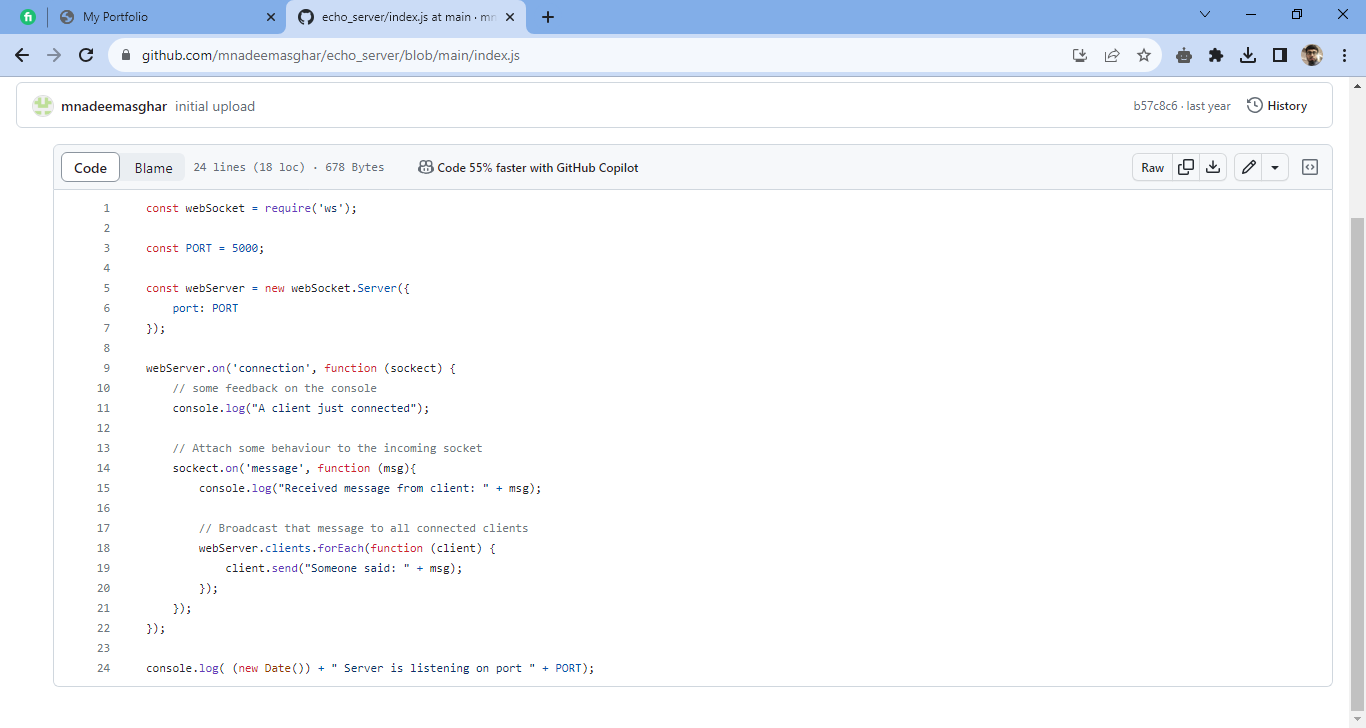 fi
My Portfolio
echo_server/index.js at main · mn
github.com/mnadeemasghar/echo_server/blob/main/index.js
mnadeemasghar initial upload
b57c8c6 · last year
History
Code
Blame
24 lines (18 loc) · 678 Bytes
Code 55% faster with GitHub Copilot
Raw
1 const webSocket = require('ws');
2
3 const PORT = 5000;
4
5 const webServer = new webSocket.Server({
6     port: PORT
7 });
8
9 webServer.on('connection', function (sockect) {
10     // some feedback on the console
11     console.log("A client just connected");
12
13     // Attach some behaviour to the incoming socket
14     sockect.on('message', function (msg){
15         console.log("Received message from client: " + msg);
16
17         // Broadcast that message to all connected clients
18         webServer.clients.forEach(function (client) {
19             client.send("Someone said: " + msg);
20         });
21     });
22 });
23
24 console.log( (new Date()) + " Server is listening on port " + PORT);